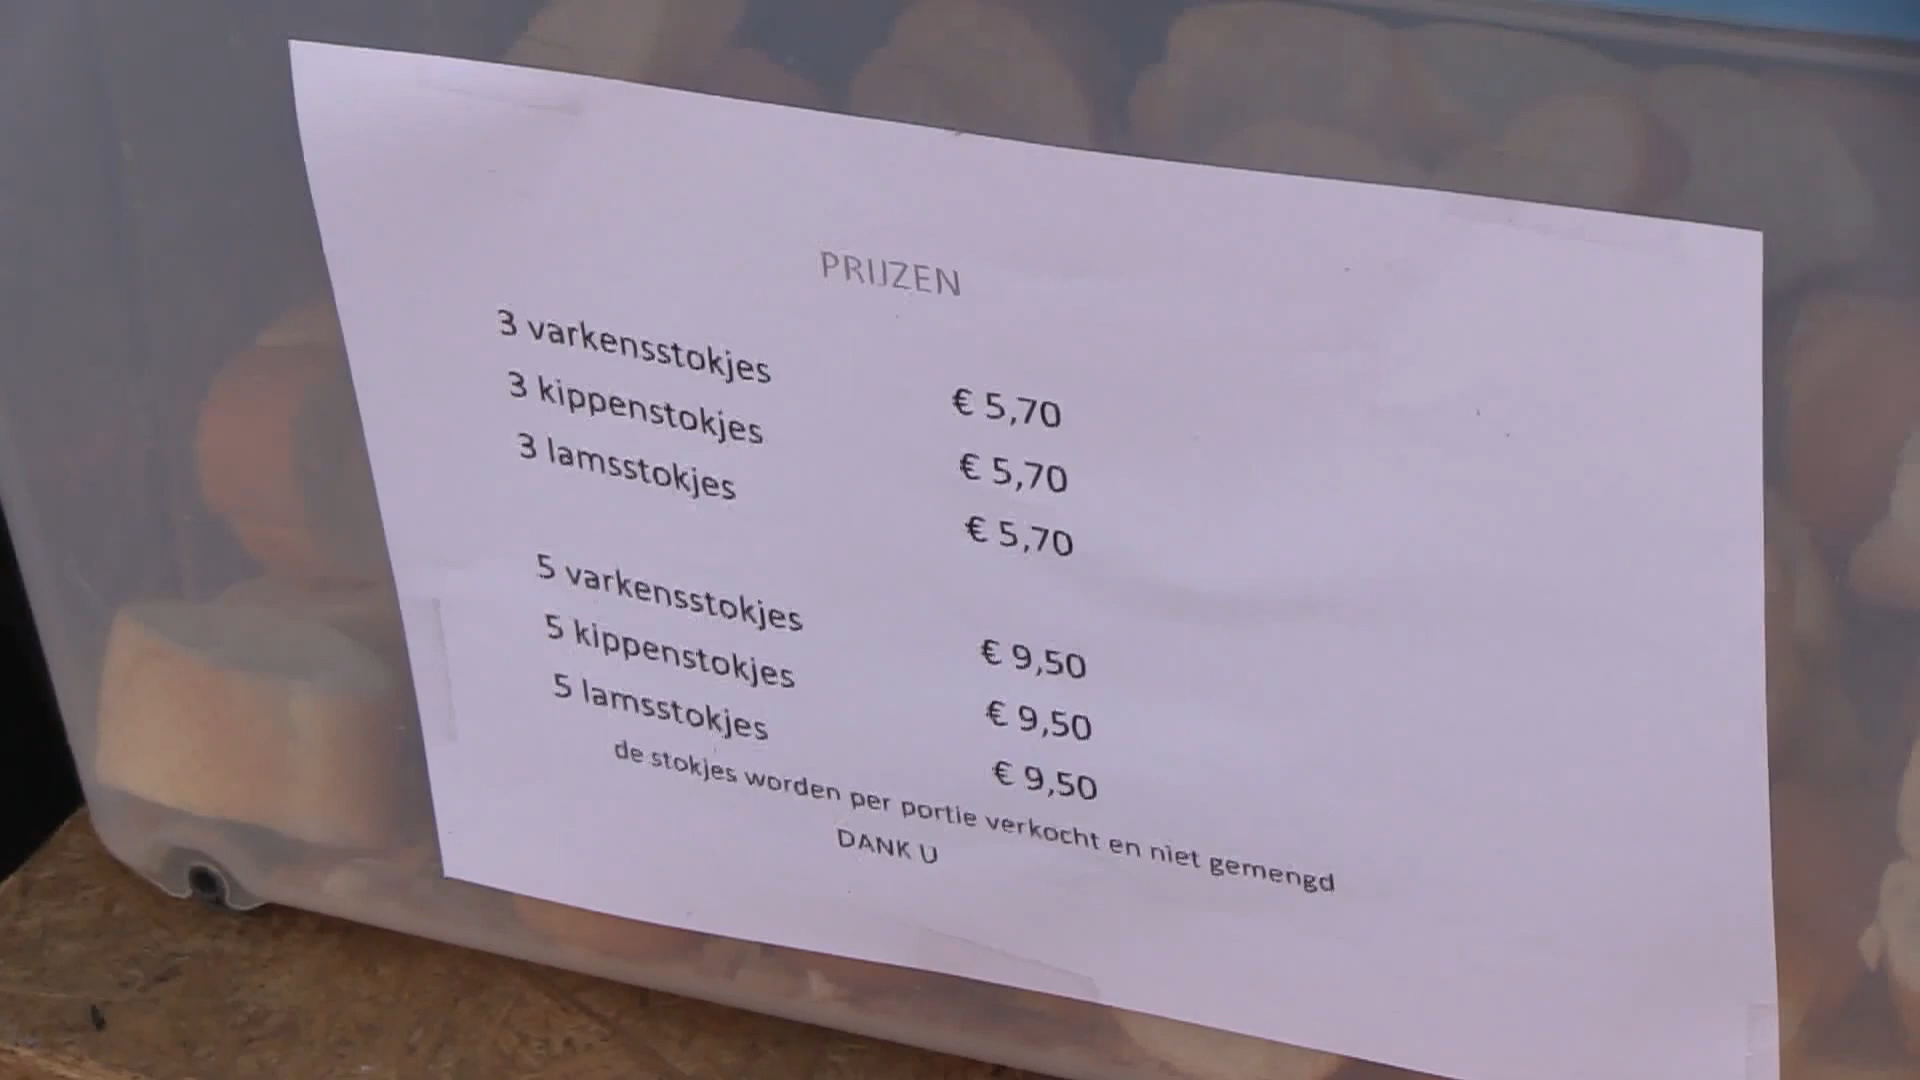 PRIJZEN
3 varkensstokjes € 5,70
3 kippenstokjes € 5,70
3 lamsstokjes € 5,70
5 varkensstokjes € 9,50
5 kippenstokjes € 9,50
5 lamsstokjes € 9,50
de stokjes worden per portie verkocht en niet gemengd
DANK U